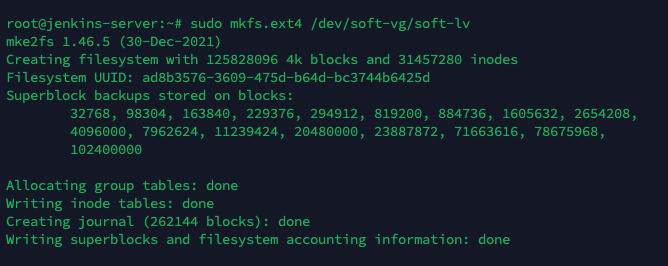 root@jenkins-server:~# sudo mkfs.ext4 /dev/soft-vg/soft-lv
mke2fs 1.46.5 (30-Dec-2021)
Creating filesystem with 125828096 4k blocks and 31457280 inodes
Filesystem UUID: ad8b3576-3609-475d-b64d-bc3744b6425d
Superblock backups stored on blocks:
32768, 98304, 163840, 229376, 294912, 819200, 884736, 1605632, 2654208,
4096000, 7962624, 11239424, 20480000, 23887872, 71663616, 78675968,
102400000
Allocating group tables: done
Writing inode tables: done
Creating journal (262144 blocks): done
Writing superblocks and filesystem accounting information: done